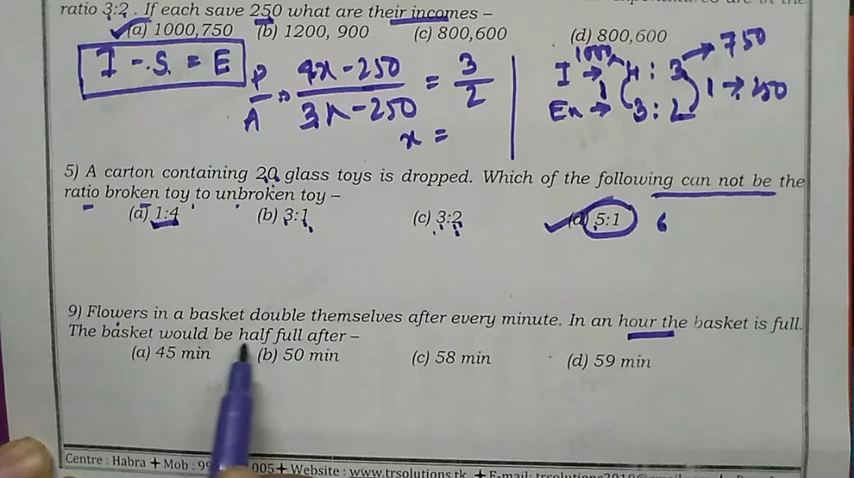 ratio 3:2 . If each save 250 what are their incomes –
(a) 1000,750 (b) 1200, 900 (c) 800,600 (d) 800,600
I - S = E
P/A ⇒ 4x-250/3x-250 = 3/2
x =
1000
I → 4 : 3 → 750
1 1 → 250
Ex → 3 : 2
5) A carton containing 20 glass toys is dropped. Which of the following can not be the
ratio broken toy to unbroken toy –
(a) 1:4 (b) 3:1 (c) 3:2 (d) 5:1 6
9) Flowers in a basket double themselves after every minute. In an hour the basket is full.
The basket would be half full after –
(a) 45 min (b) 50 min (c) 58 min (d) 59 min
Centre : Habra + Mob : 005+ Website : www.trsolutions.tk + E-mail: